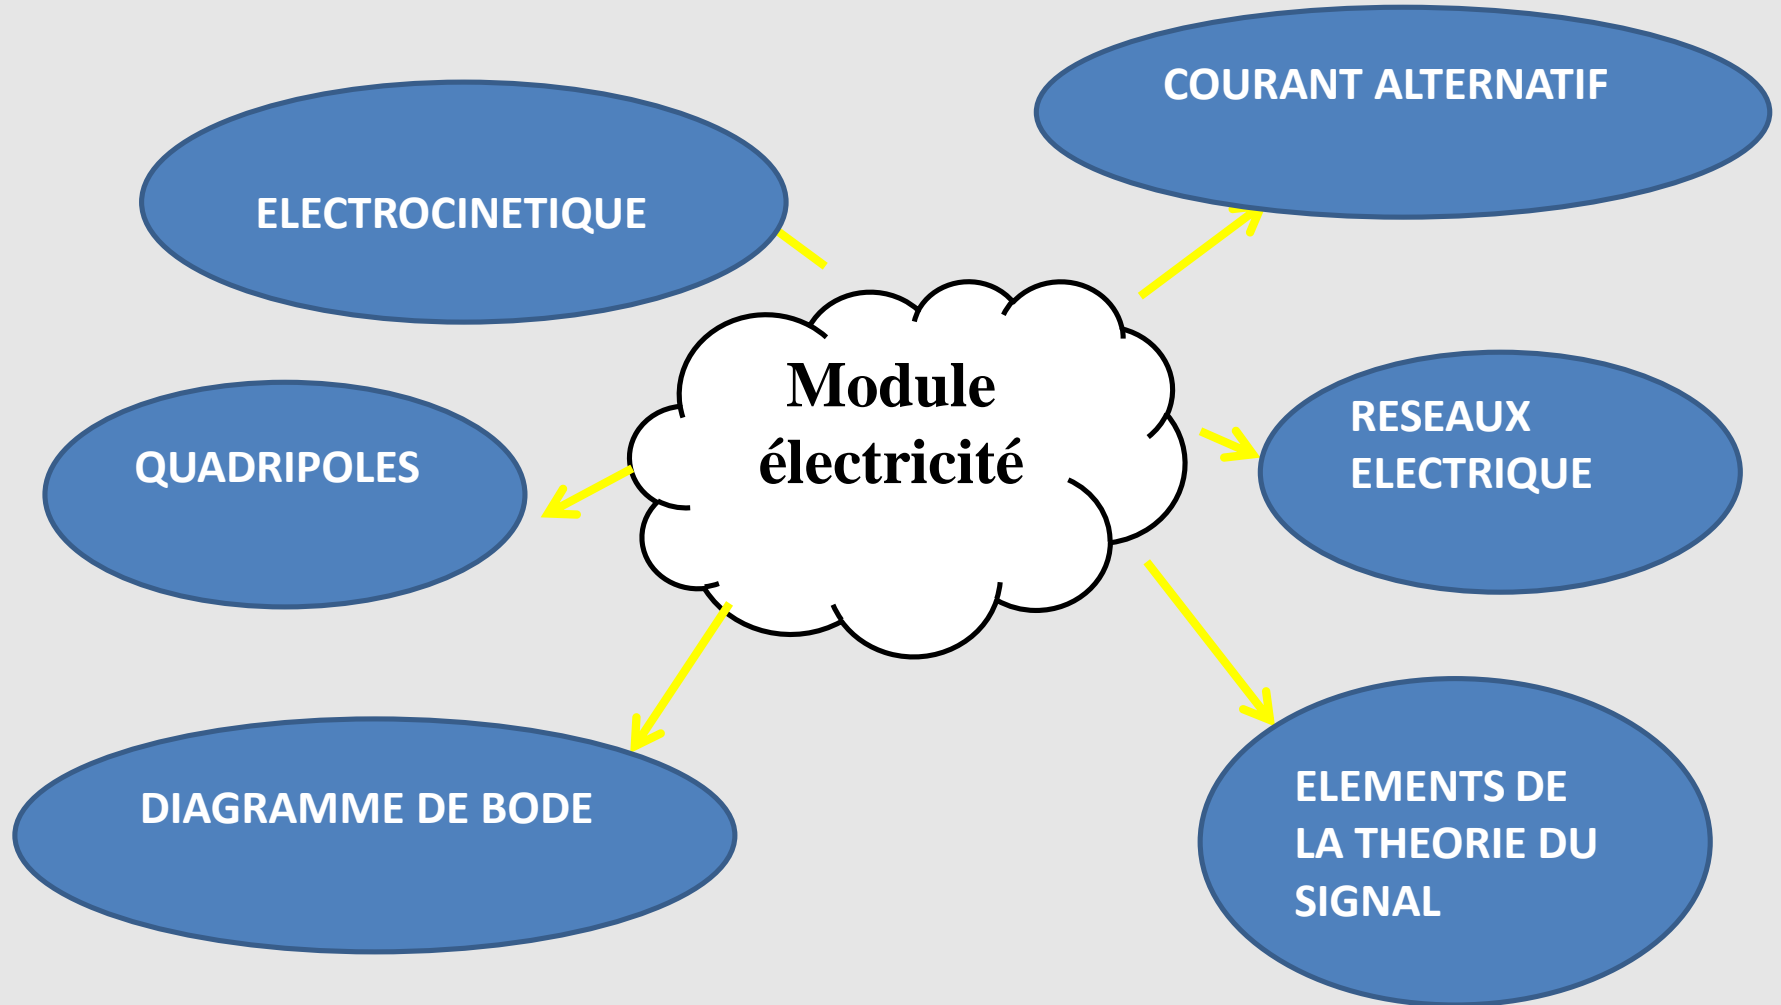 COURANT ALTERNATIF
ELECTROCINETIQUE
Module
électricité
RESEAUX
ELECTRIQUE
QUADRIPOLES
DIAGRAMME DE BODE
ELEMENTS DE
LA THEORIE DU
SIGNAL